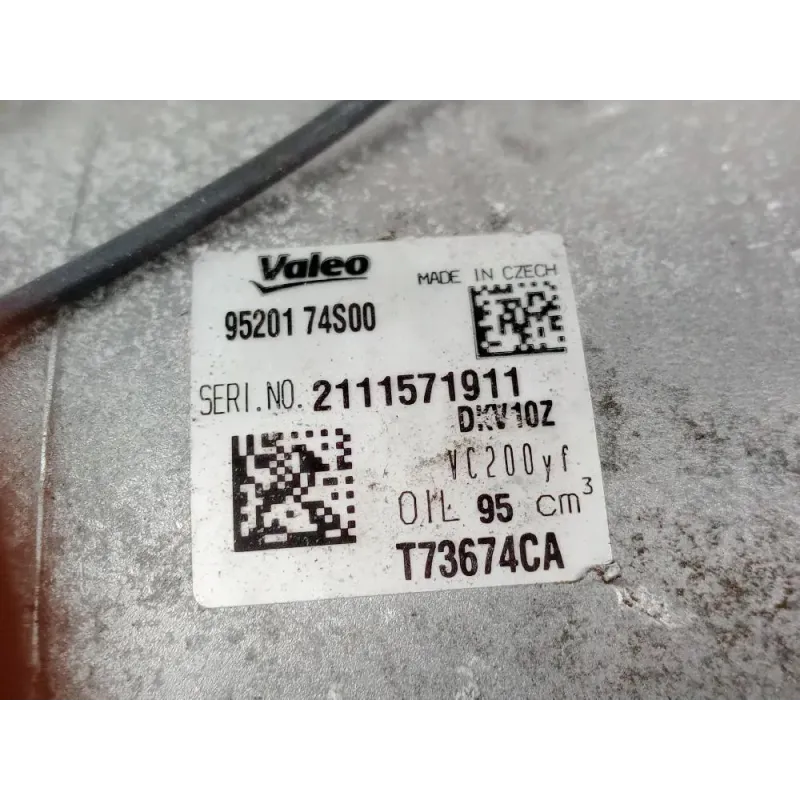 Valeo
MADE IN CZECH
95201 74S00
SERI.NO. 2111571911
DKV10Z
VC200yf
OIL 95 cm³
T73674CA